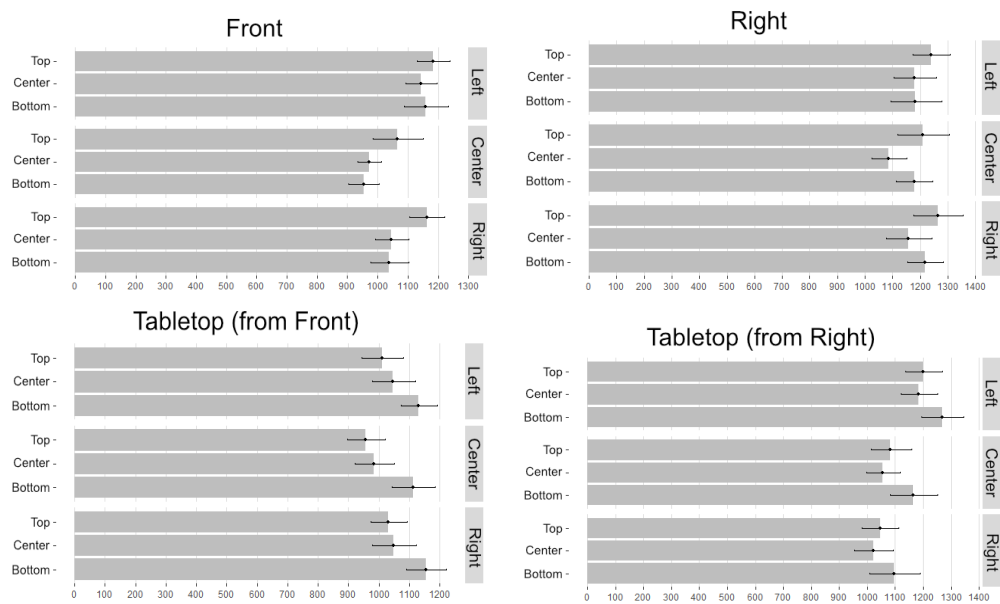 Front
Top
Center
Bottom
Left
Top
Center
Bottom
Center
Top
Center
Bottom
Right
0 100 200 300 400 500 600 700 800 900 1000 1100 1200 1300
Right
Top
Center
Bottom
Left
Top
Center
Bottom
Center
Top
Center
Bottom
Right
0 100 200 300 400 500 600 700 800 900 1000 1100 1200 1300 1400
Tabletop (from Front)
Top
Center
Bottom
Left
Top
Center
Bottom
Center
Top
Center
Bottom
Right
0 100 200 300 400 500 600 700 800 900 1000 1100 1200
Tabletop (from Right)
Top
Center
Bottom
Left
Top
Center
Bottom
Center
Top
Center
Bottom
Right
0 100 200 300 400 500 600 700 800 900 1000 1100 1200 1300 1400